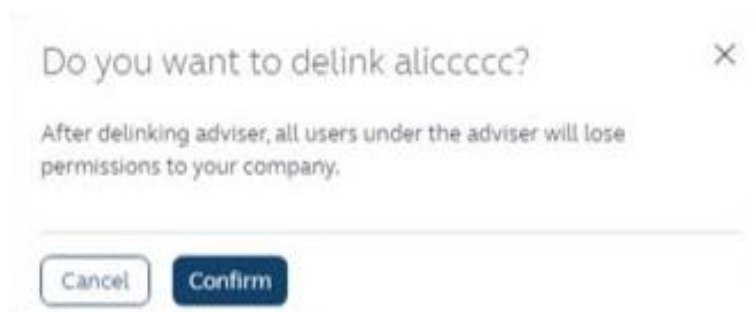 Do you want to delink aliccccc?
After delinking adviser, all users under the adviser will lose
permissions to your company.
Cancel Confirm